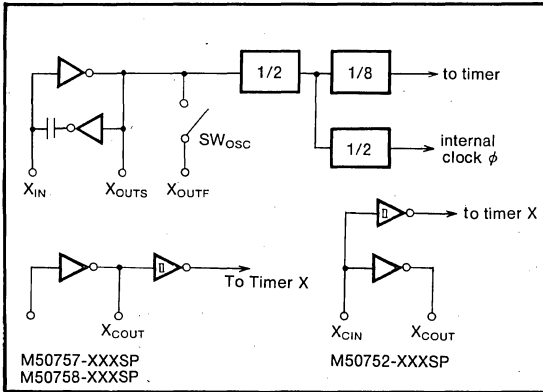 1/2
1/8
to timer
1/2
internal
clock ϕ
SWOSC
XIN
XOUTS
XOUTF
to timer X
To Timer X
XCOUT
XCIN
XCOUT
M50757-XXXSP
M50758-XXXSP
M50752-XXXSP